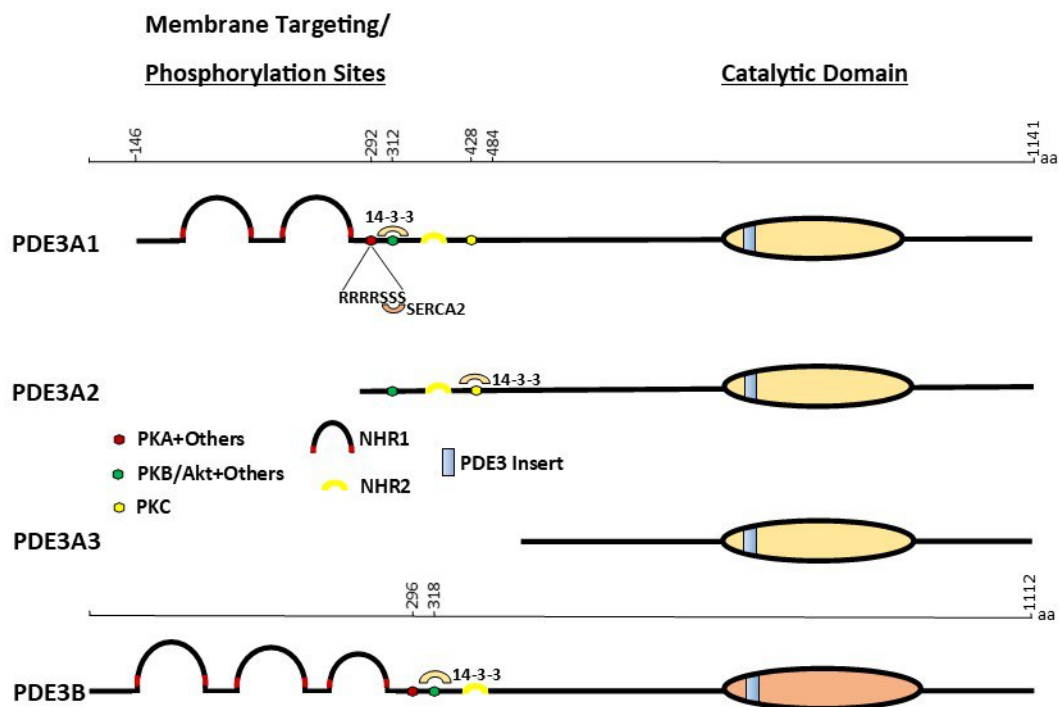 Membrane Targeting/
Phosphorylation Sites
Catalytic Domain
146
292
312
428
484
1141
aa
14-3-3
PDE3A1
RRRRSSS
SERCA2
14-3-3
PDE3A2
PKA+Others
NHR1
PKB/Akt+Others
PDE3 Insert
NHR2
PKC
PDE3A3
296
318
1112
aa
14-3-3
PDE3B